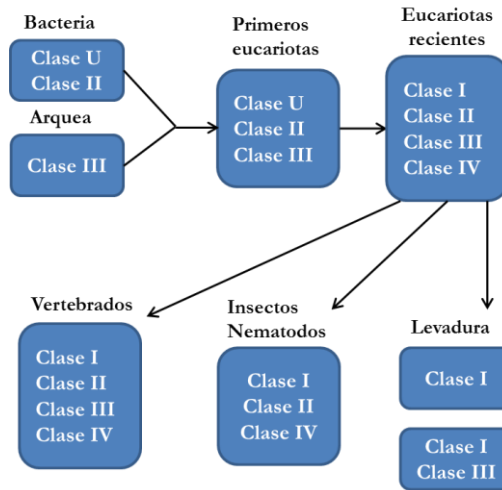 Bacteria
Clase U
Clase II
Arquea
Clase III
Primeros
eucariotas
Clase U
Clase II
Clase III
Eucariotas
recientes
Clase I
Clase II
Clase III
Clase IV
Vertebrados
Clase I
Clase II
Clase III
Clase IV
Insectos
Nematodos
Clase I
Clase II
Clase IV
Levadura
Clase I
Clase I
Clase III